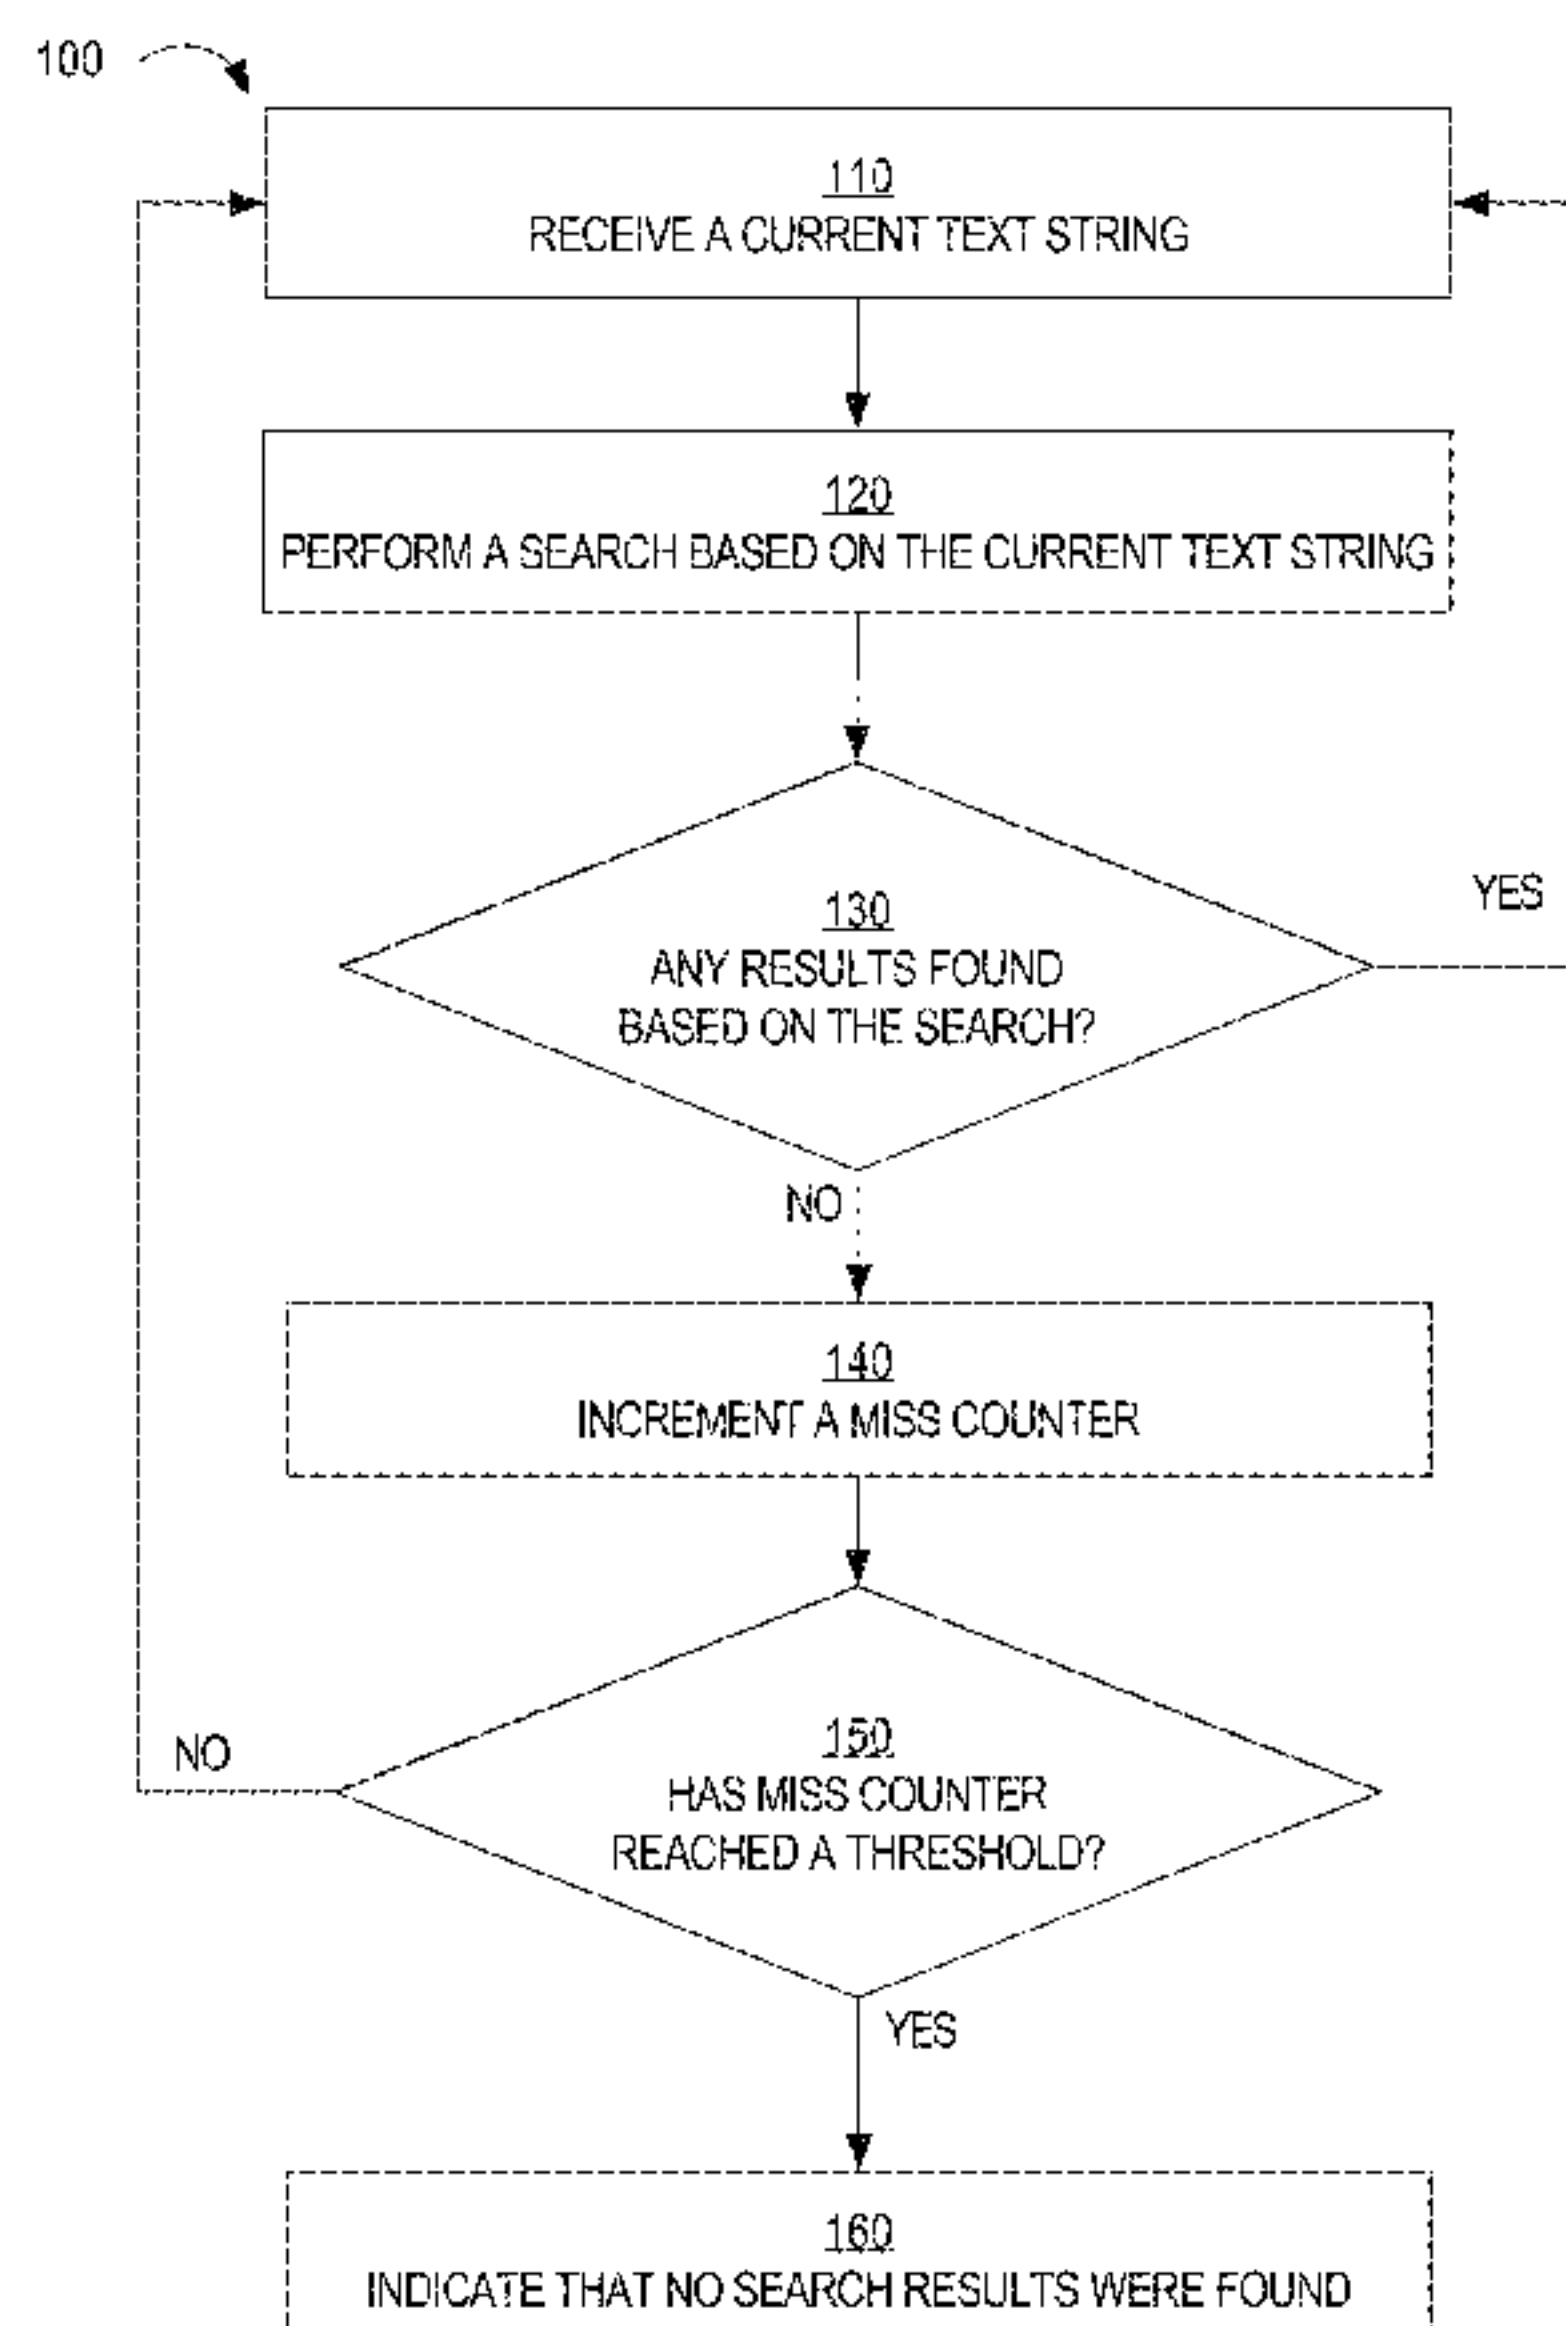 100
110
RECEIVE A CURRENT TEXT STRING
120
PERFORM A SEARCH BASED ON THE CURRENT TEXT STRING
130
ANY RESULTS FOUND
BASED ON THE SEARCH?
YES
NO
140
INCREMENT A MISS COUNTER
150
HAS MISS COUNTER
REACHED A THRESHOLD?
NO
YES
160
INDICATE THAT NO SEARCH RESULTS WERE FOUND